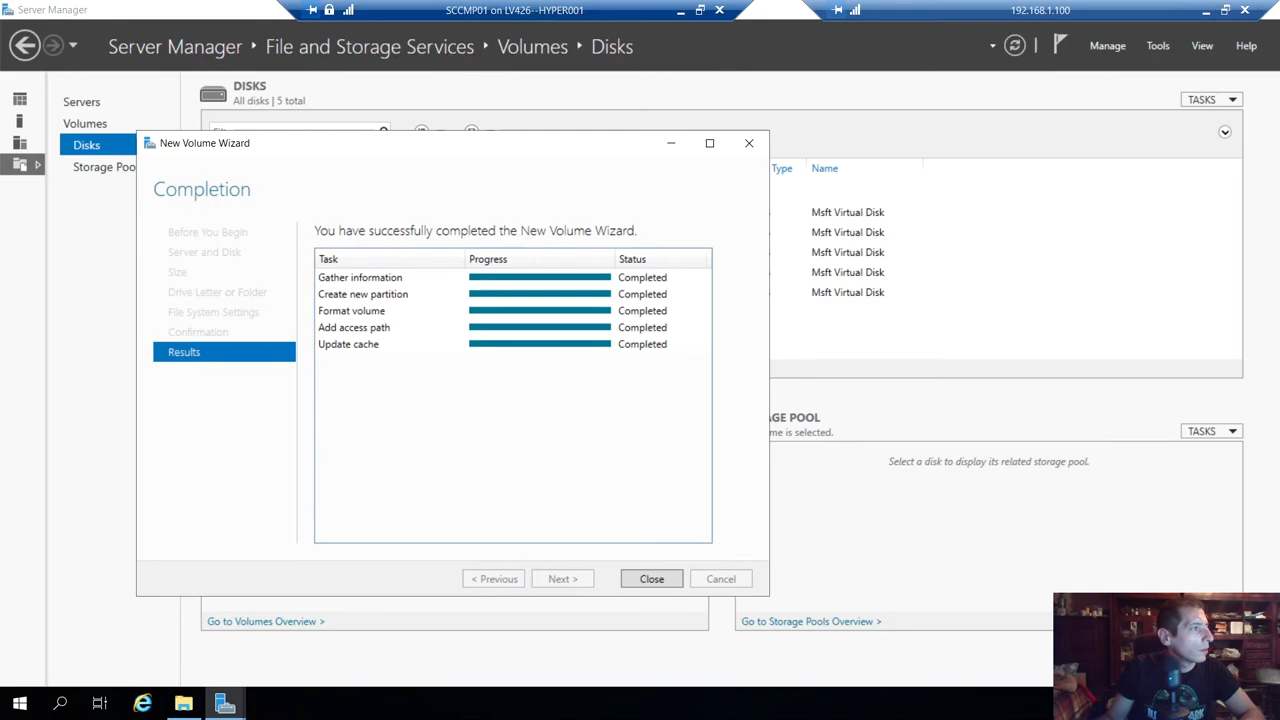 Server Manager
SCCMP01 on LV426--HYPER001
192.168.1.100
Server Manager ▸ File and Storage Services ▸ Volumes ▸ Disks
Manage
Tools
View
Help
Servers
Volumes
Disks
Storage Poo
DISKS
All disks | 5 total
TASKS
Type
Name
Msft Virtual Disk
Msft Virtual Disk
Msft Virtual Disk
Msft Virtual Disk
Msft Virtual Disk
New Volume Wizard
Completion
Before You Begin
Server and Disk
Size
Drive Letter or Folder
File System Settings
Confirmation
Results
You have successfully completed the New Volume Wizard.
Task Progress Status
Gather information Completed
Create new partition Completed
Format volume Completed
Add access path Completed
Update cache Completed
< Previous
Next >
Close
Cancel
AGE POOL
me is selected.
TASKS
Select a disk to display its related storage pool.
Go to Volumes Overview >
Go to Storage Pools Overview >